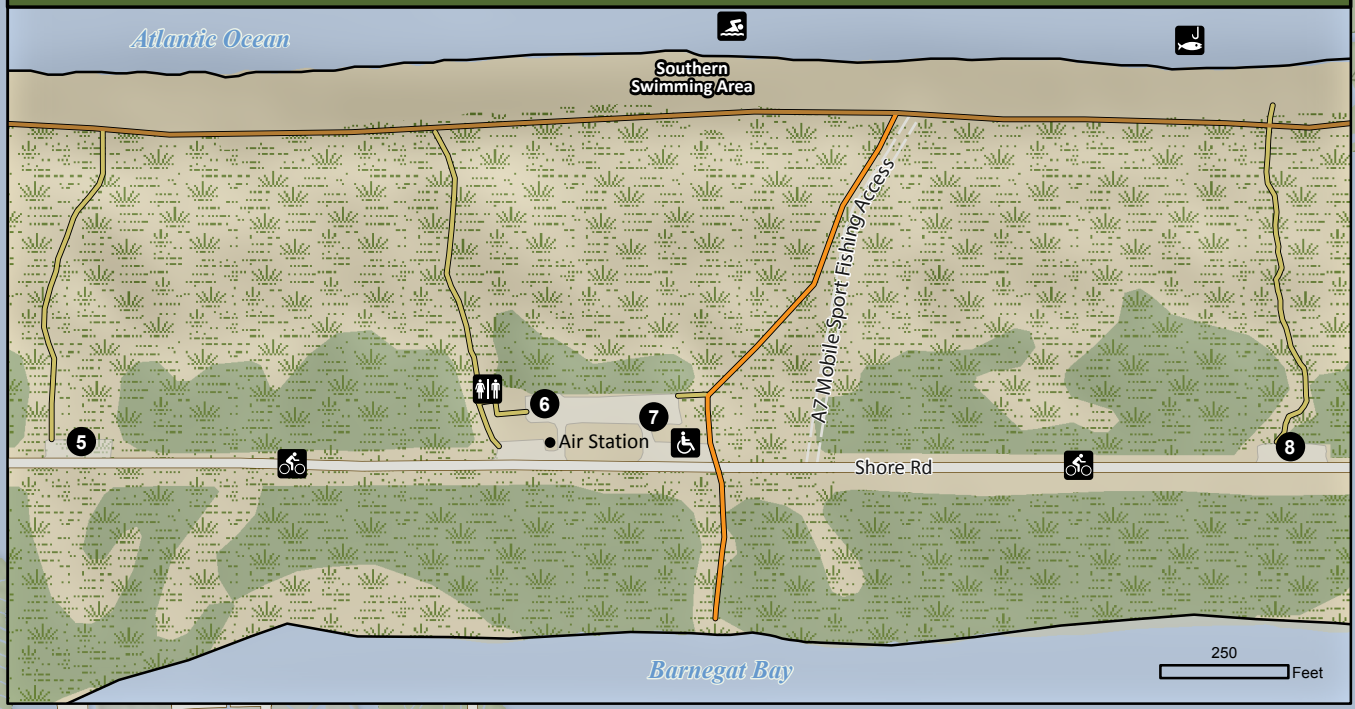 Atlantic Ocean
Southern
Swimming Area
A7 Mobile Sport Fishing Access
6
7
5
Air Station
8
Shore Rd
Barnegat Bay
250
Feet